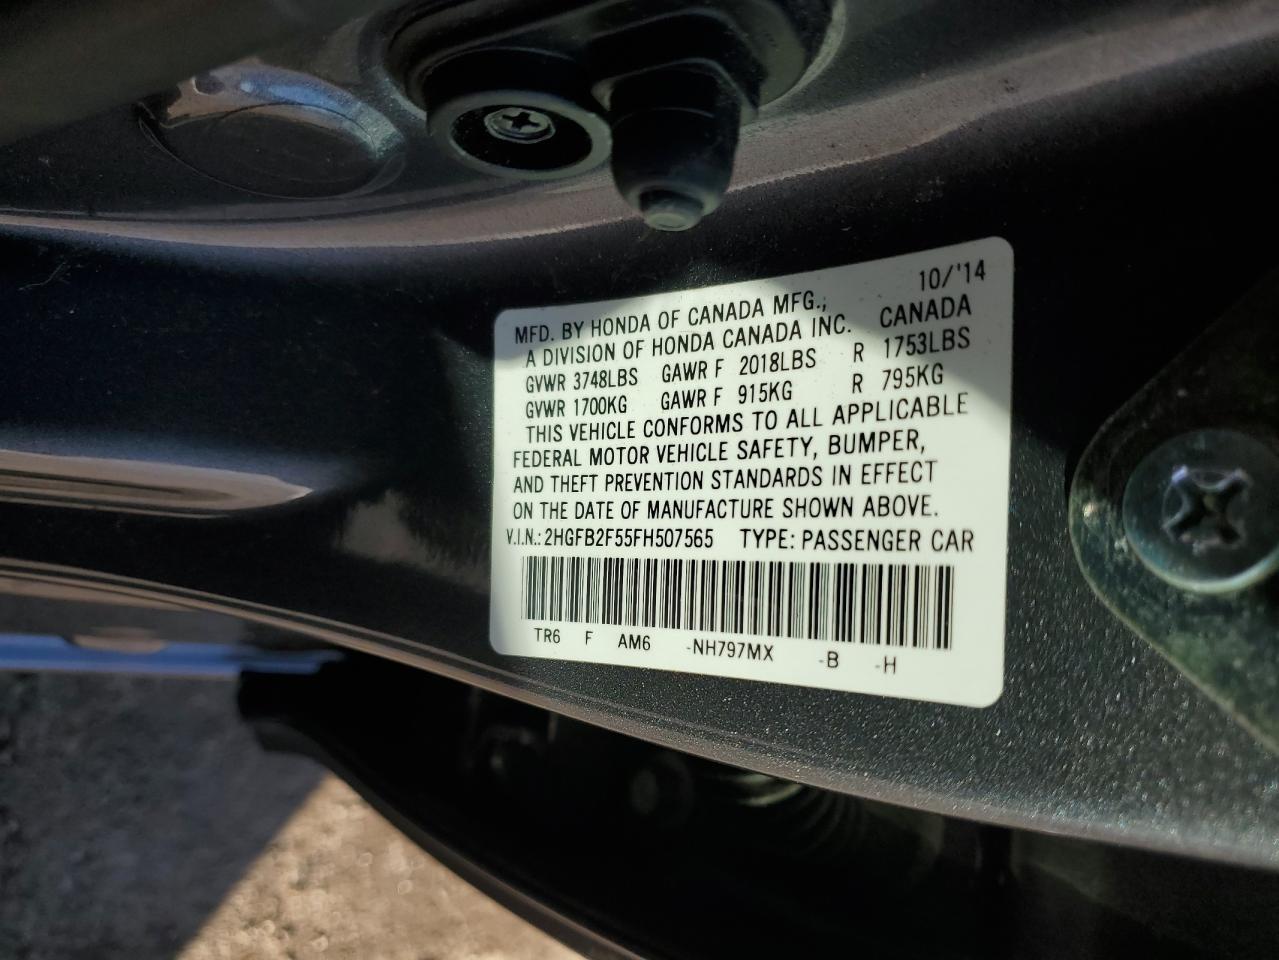 10/'14
MFD. BY HONDA OF CANADA MFG.,
A DIVISION OF HONDA CANADA INC. CANADA
GVWR 3748LBS GAWR F 2018LBS R 1753LBS
GVWR 1700KG GAWR F 915KG R 795KG
THIS VEHICLE CONFORMS TO ALL APPLICABLE
FEDERAL MOTOR VEHICLE SAFETY, BUMPER,
AND THEFT PREVENTION STANDARDS IN EFFECT
ON THE DATE OF MANUFACTURE SHOWN ABOVE.
V.I.N.: 2HGFB2F55FH507565 TYPE: PASSENGER CAR
TR6 F AM6 -NH797MX -B -H